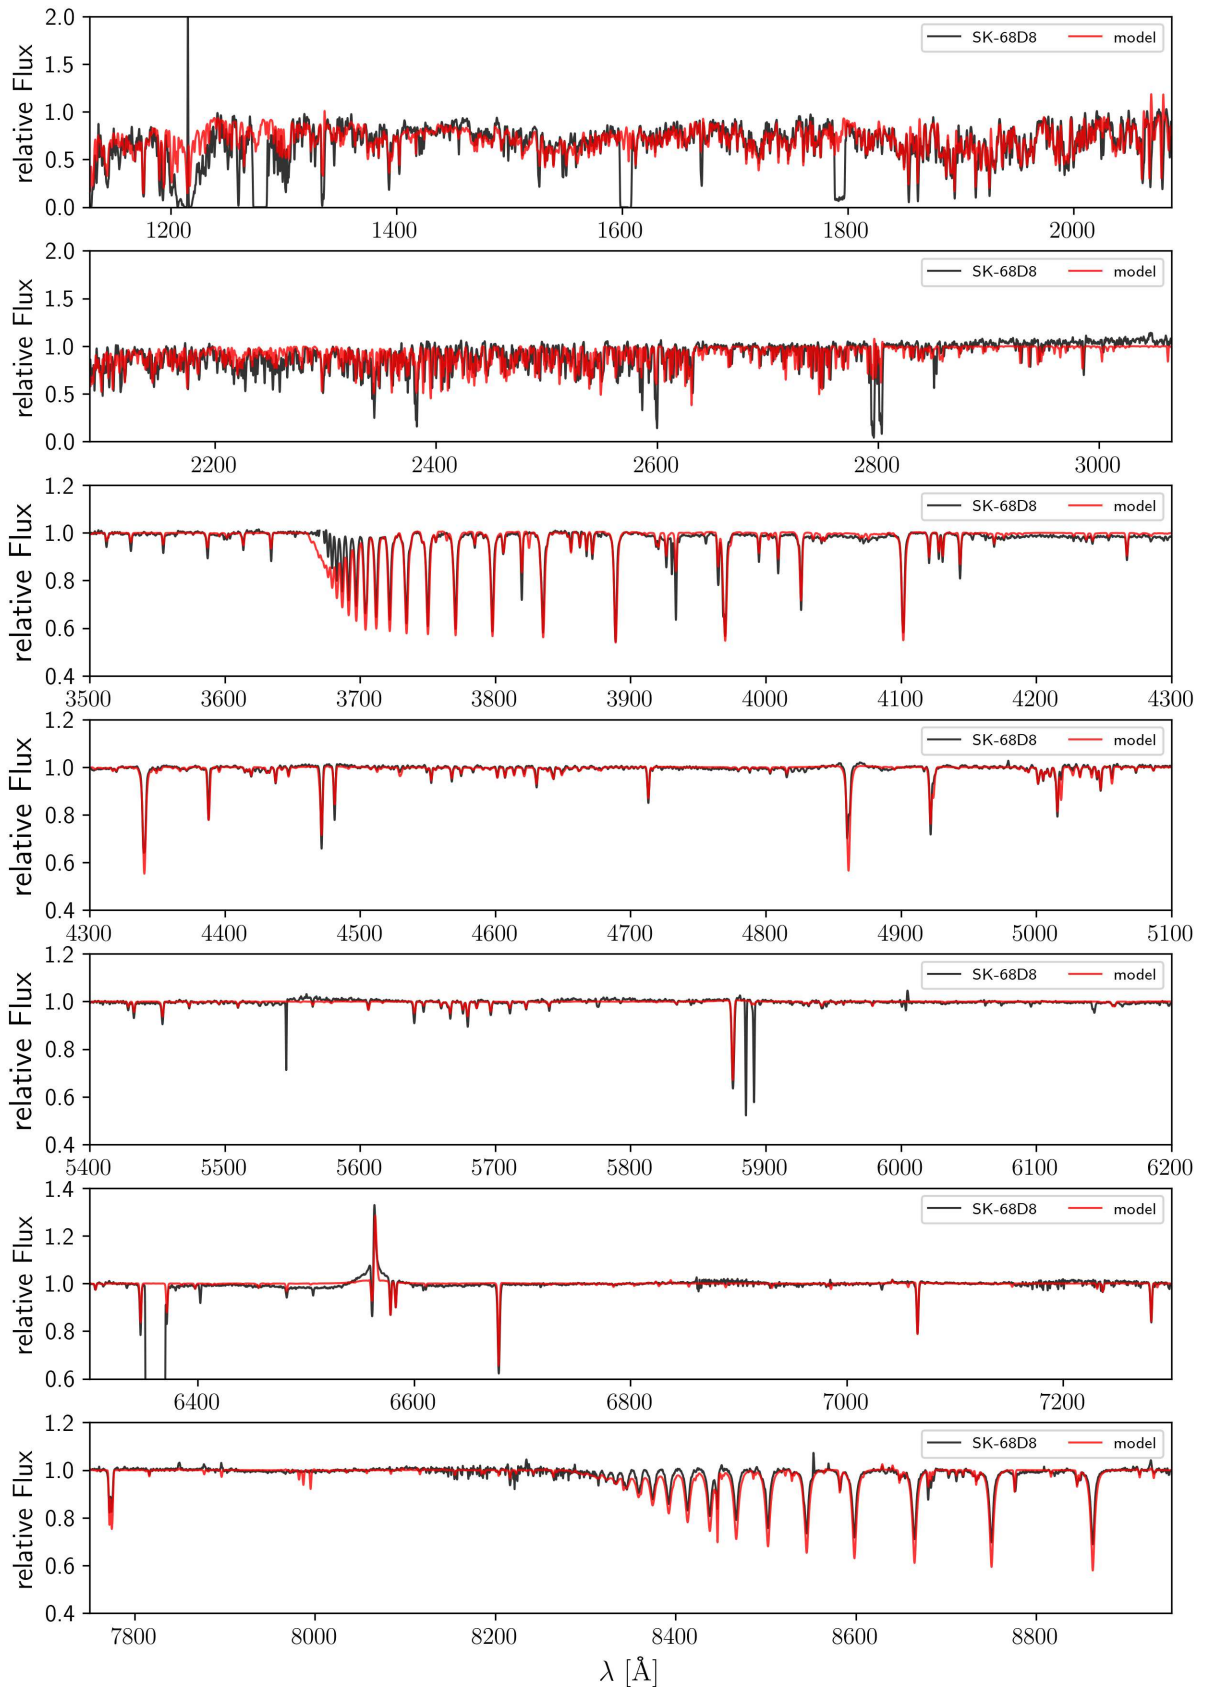 2.0
1.5
1.0
0.5
0.0
relative Flux
SK-68D8 model
1200 1400 1600 1800 2000
2.0
1.5
1.0
0.5
0.0
relative Flux
SK-68D8 model
2200 2400 2600 2800 3000
1.2
1.0
0.8
0.6
0.4
relative Flux
SK-68D8 model
3500 3600 3700 3800 3900 4000 4100 4200 4300
1.2
1.0
0.8
0.6
0.4
relative Flux
SK-68D8 model
4300 4400 4500 4600 4700 4800 4900 5000 5100
1.2
1.0
0.8
0.6
0.4
relative Flux
SK-68D8 model
5400 5500 5600 5700 5800 5900 6000 6100 6200
1.4
1.2
1.0
0.8
0.6
relative Flux
SK-68D8 model
6400 6600 6800 7000 7200
1.2
1.0
0.8
0.6
0.4
relative Flux
SK-68D8 model
7800 8000 8200 8400 8600 8800
λ [Å]